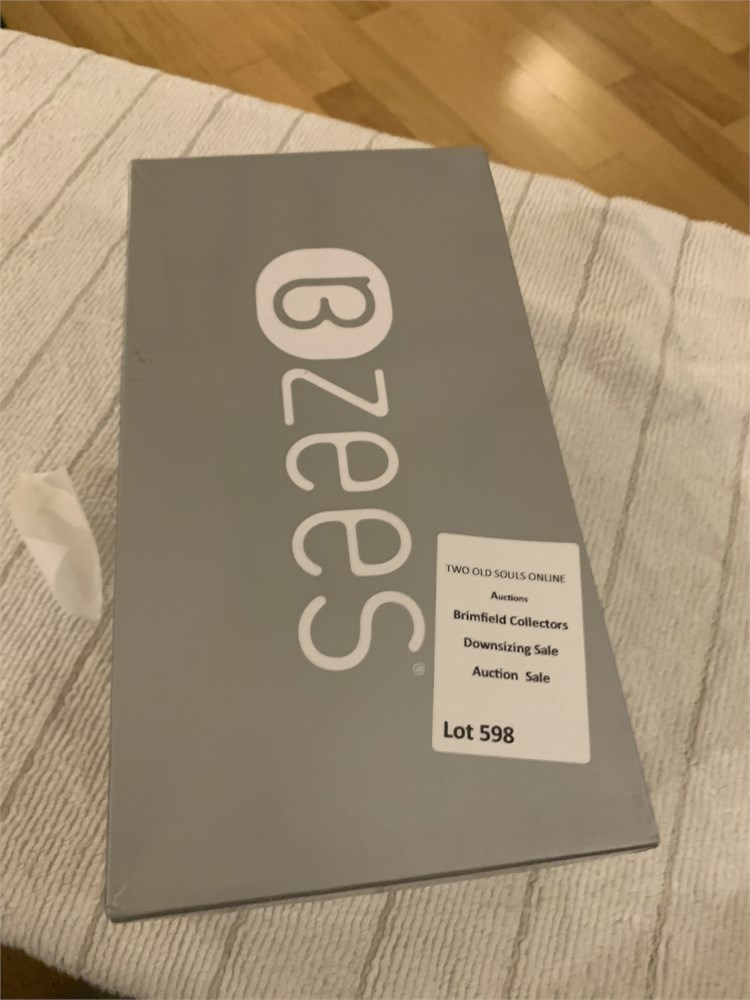 Bzees®
TWO OLD SOULS ONLINE
Auctions
Brimfield Collectors
Downsizing Sale
Auction Sale
Lot 598